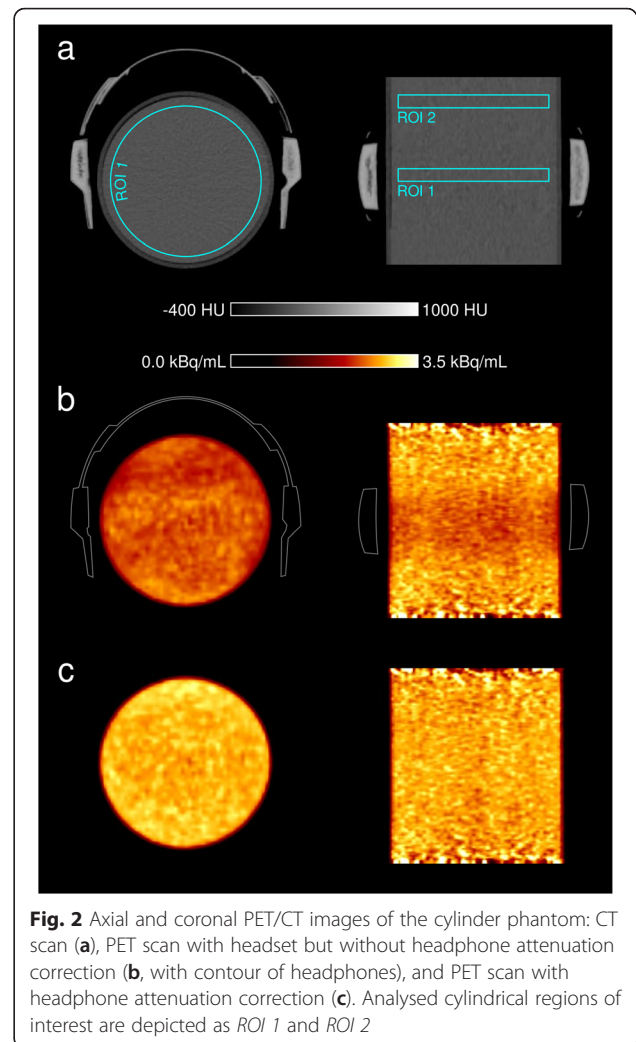 a
ROI 1
ROI 2
ROI 1
-400 HU 1000 HU
0.0 kBq/mL 3.5 kBq/mL
b
c
Fig. 2 Axial and coronal PET/CT images of the cylinder phantom: CT
scan (a), PET scan with headset but without headphone attenuation
correction (b, with contour of headphones), and PET scan with
headphone attenuation correction (c). Analysed cylindrical regions of
interest are depicted as ROI 1 and ROI 2